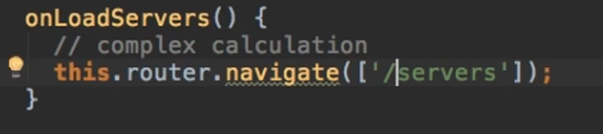 onLoadServers() {
// complex calculation
this.router.navigate(['/servers']);
}